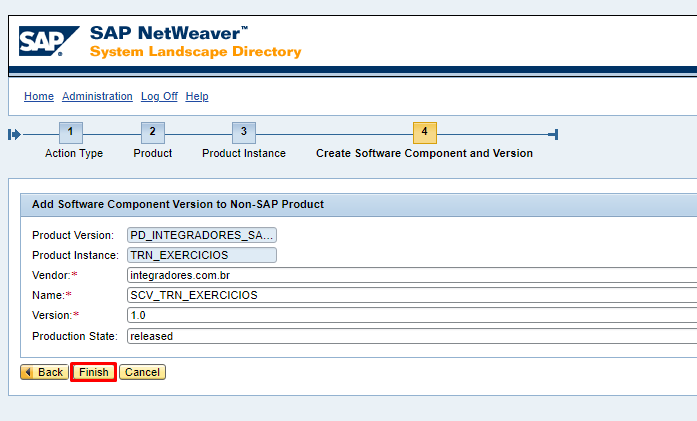 SAP
SAP NetWeaver™
System Landscape Directory
Home Administration Log Off Help
1 2 3 4
Action Type Product Product Instance Create Software Component and Version
Add Software Component Version to Non-SAP Product
Product Version: PD_INTEGRADORES_SA...
Product Instance: TRN_EXERCICIOS
Vendor:* integradores.com.br
Name:* SCV_TRN_EXERCICIOS
Version:* 1.0
Production State: released
Back Finish Cancel